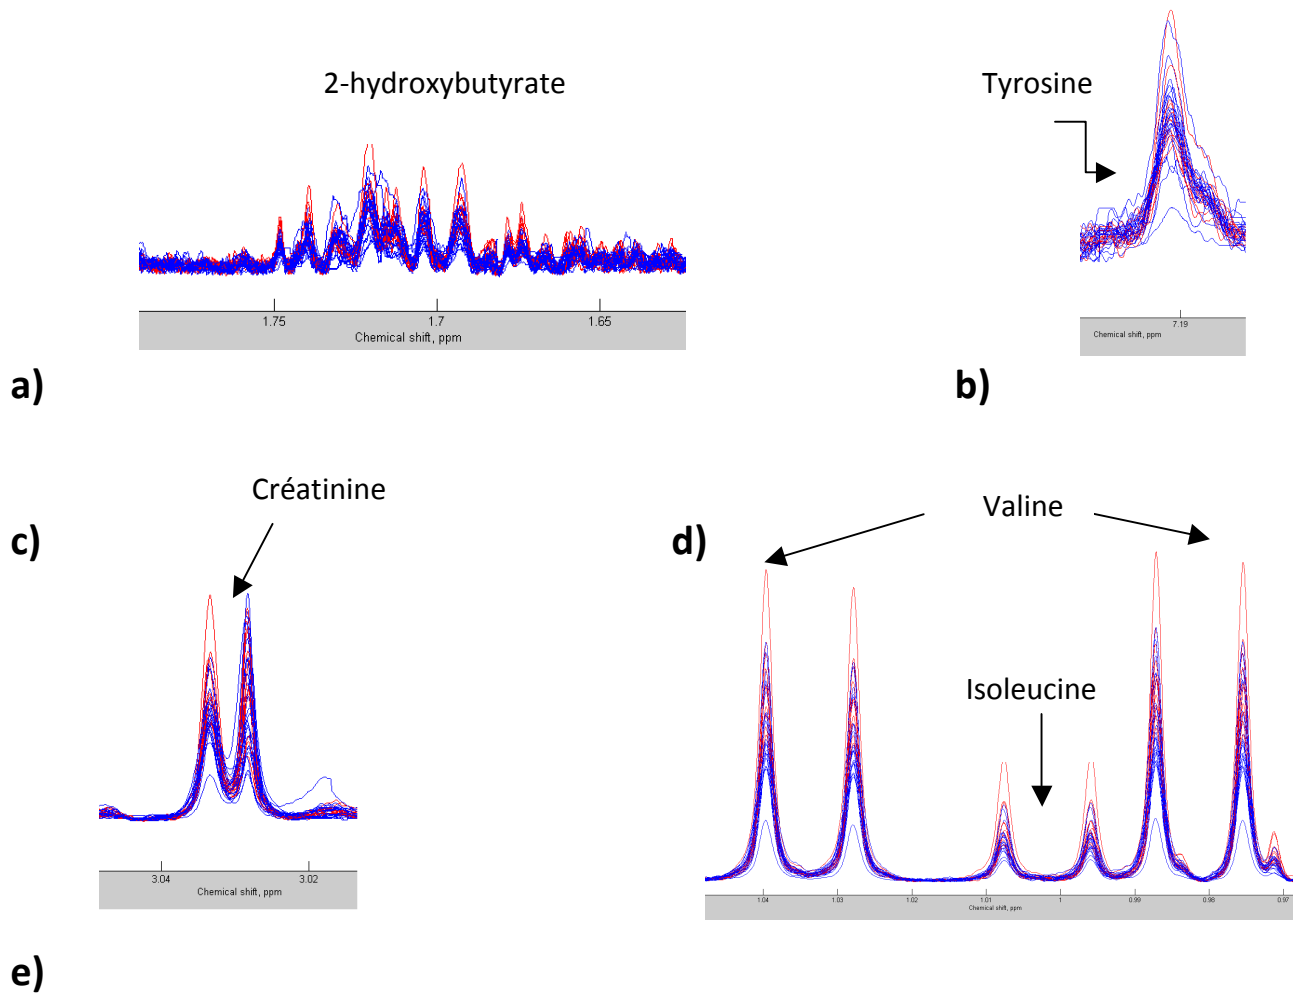 2-hydroxybutyrate
1.75 1.7 1.65
Chemical shift, ppm
a)
Tyrosine
7.19
Chemical shift, ppm
b)
Créatinine
c)
3.04 3.02
Chemical shift, ppm
d)
Valine
Isoleucine
1.04 1.03 1.02 1.01 1 0.99 0.98 0.97
Chemical shift, ppm
e)